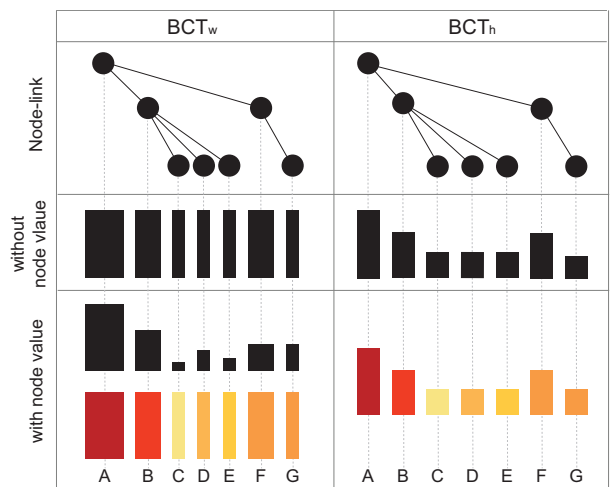 BCTw
BCTh
Node-link
without
node vlaue
with node value
A B C D E F G
A B C D E F G